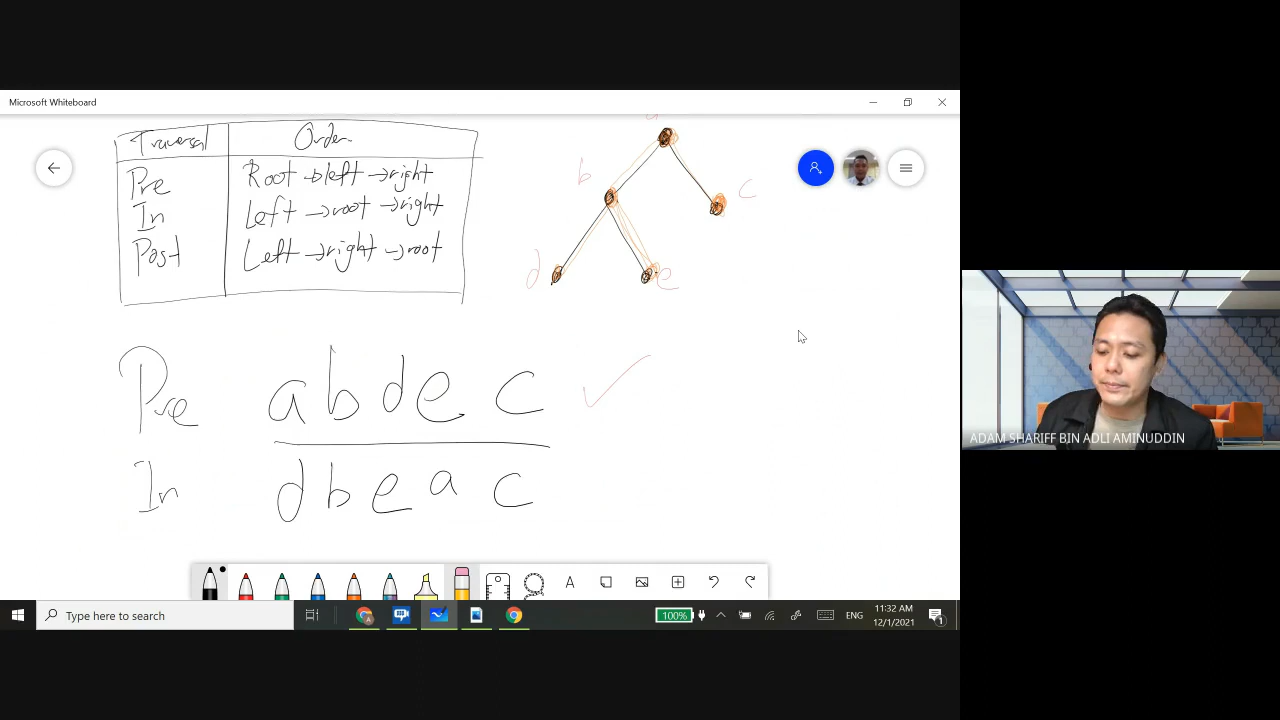 Microsoft Whiteboard
Traversal Order
Pre Root → left → right
In Left → root → right
Post Left → right → root
a
b
c
d
e
Pre a b d e c ✓
In d b e a c
ADAM SHARIFF BIN ADLI AMINUDDIN
A
Type here to search
100%
ENG
11:32 AM
12/1/2021
1